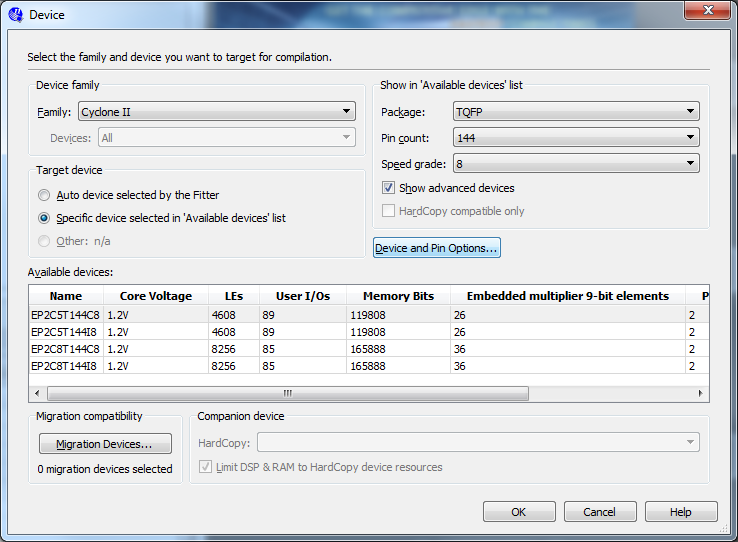 Device
Select the family and device you want to target for compilation.
Device family
Family: Cyclone II
Devices: All
Show in 'Available devices' list
Package: TQFP
Pin count: 144
Speed grade: 8
Show advanced devices
HardCopy compatible only
Target device
Auto device selected by the Fitter
Specific device selected in 'Available devices' list
Other: n/a
Device and Pin Options...
Available devices:
Name Core Voltage LEs User I/Os Memory Bits Embedded multiplier 9-bit elements P
EP2C5T144C8 1.2V 4608 89 119808 26 2
EP2C5T144I8 1.2V 4608 89 119808 26 2
EP2C8T144C8 1.2V 8256 85 165888 36 2
EP2C8T144I8 1.2V 8256 85 165888 36 2
Migration compatibility
Migration Devices...
0 migration devices selected
Companion device
HardCopy:
Limit DSP & RAM to HardCopy device resources
OK Cancel Help